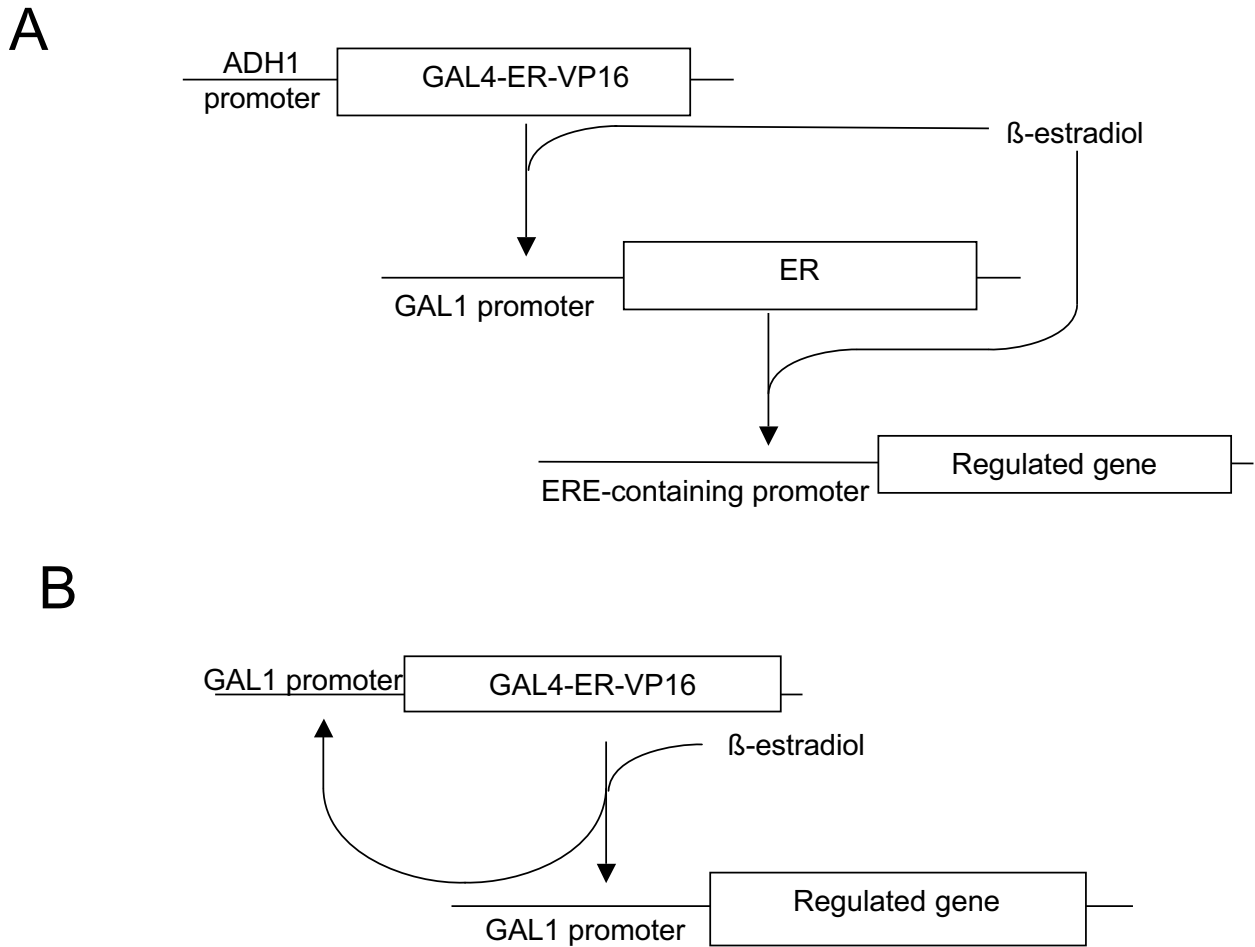 A
ADH1
promoter
GAL4-ER-VP16
ß-estradiol
ER
GAL1 promoter
Regulated gene
ERE-containing promoter
B
GAL1 promoter
GAL4-ER-VP16
ß-estradiol
Regulated gene
GAL1 promoter